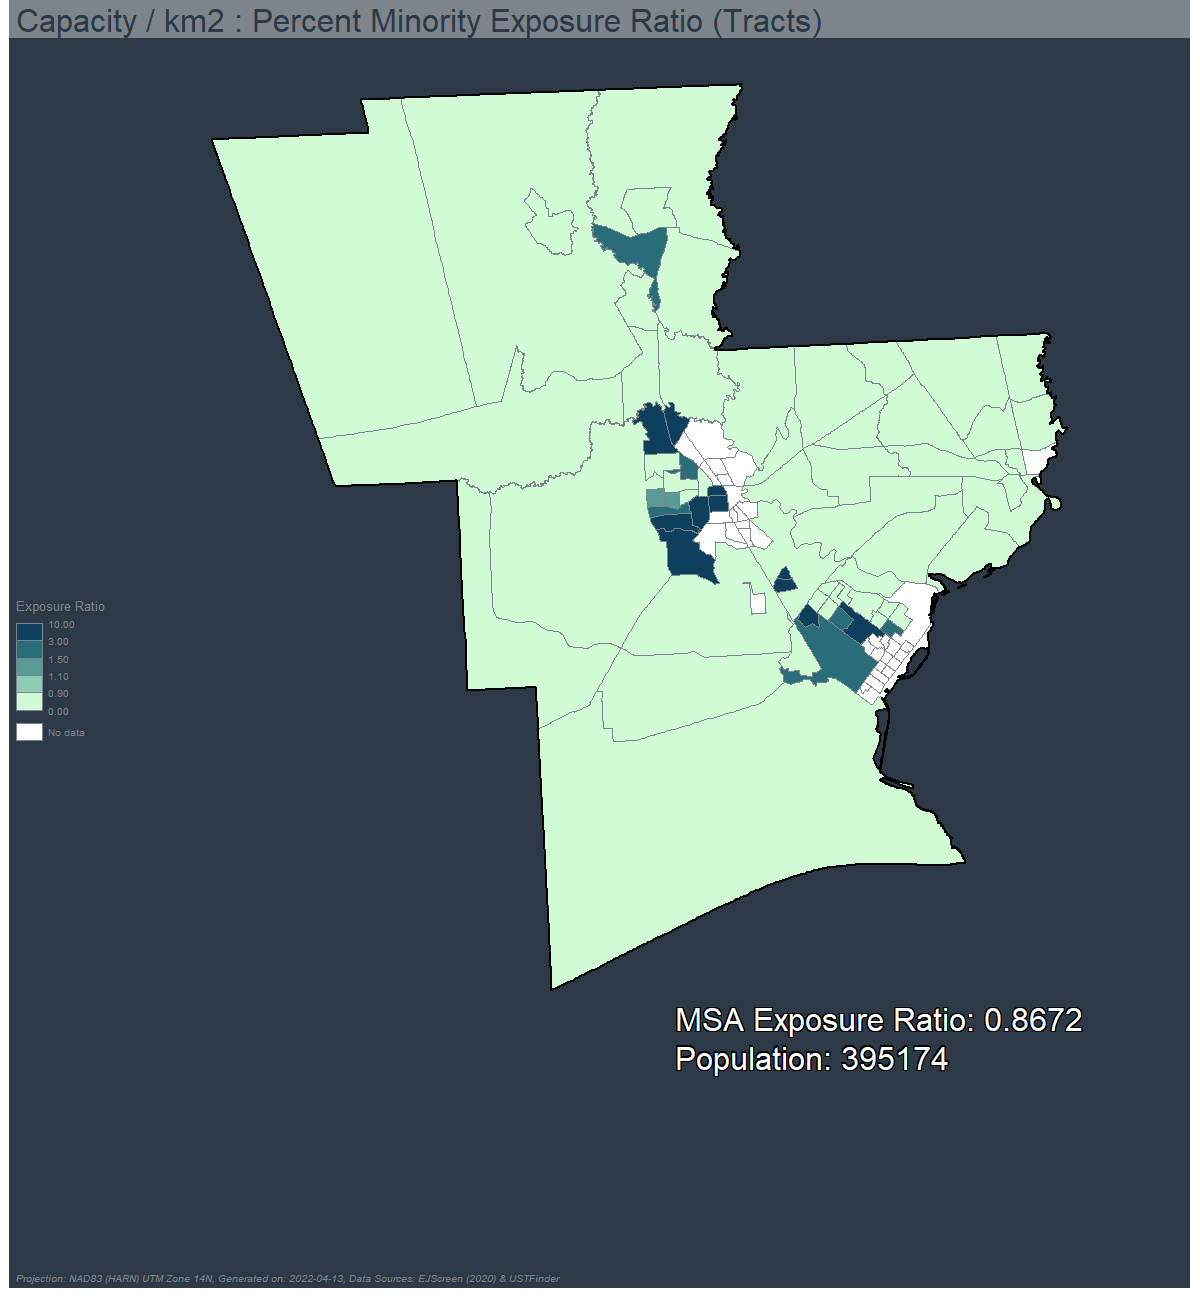 Capacity / km2 : Percent Minority Exposure Ratio (Tracts)
Exposure Ratio
10.00
3.00
1.50
1.10
0.90
0.00
No data
MSA Exposure Ratio: 0.8672
Population: 395174
Projection: NAD83 (HARN) UTM Zone 14N, Generated on: 2022-04-13, Data Sources: EJScreen (2020) & USTFinder